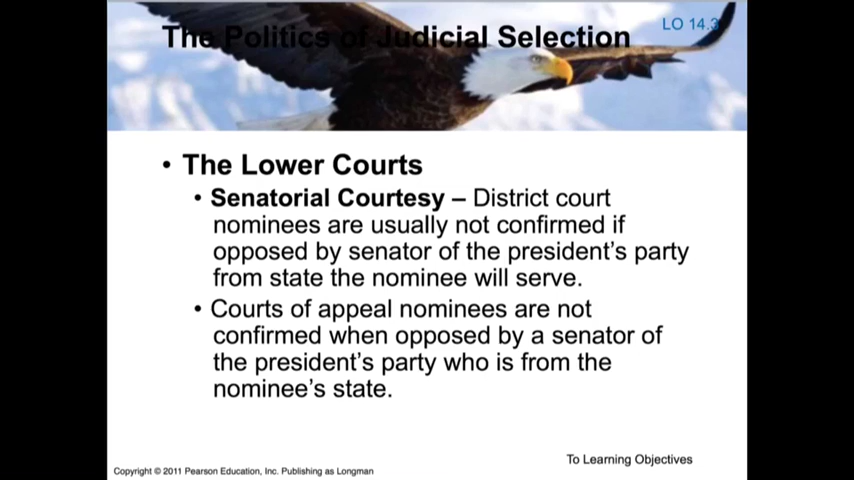 The Politics of Judicial Selection
LO 14.3
• The Lower Courts
• Senatorial Courtesy – District court
nominees are usually not confirmed if
opposed by senator of the president's party
from state the nominee will serve.
• Courts of appeal nominees are not
confirmed when opposed by a senator of
the president's party who is from the
nominee's state.
To Learning Objectives
Copyright © 2011 Pearson Education, Inc. Publishing as Longman